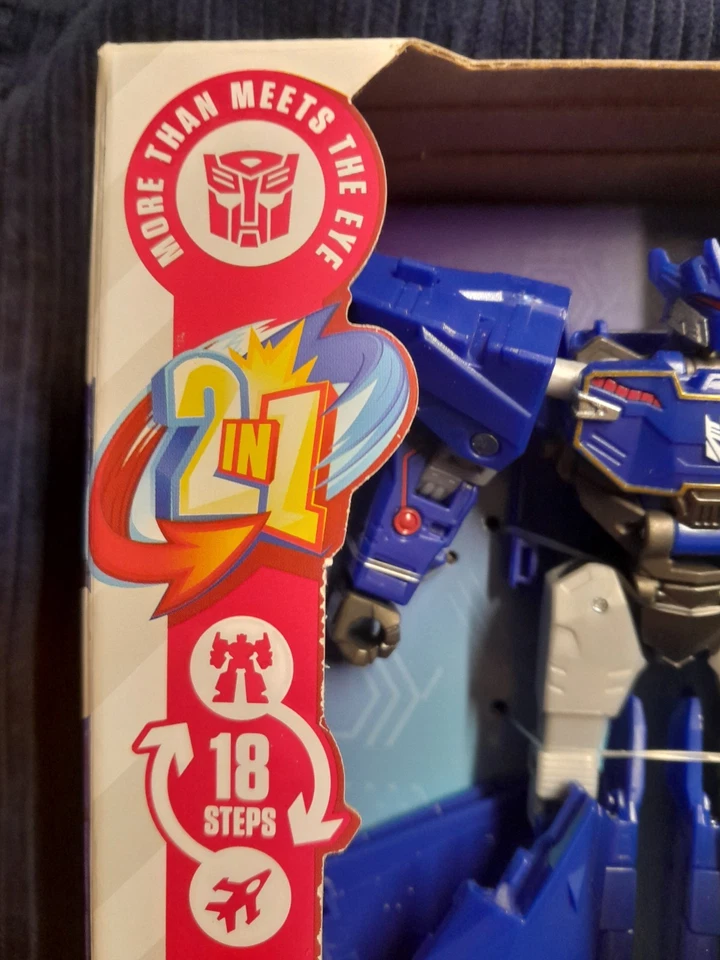 MORE THAN MEETS THE EYE
2 IN 1
18
STEPS